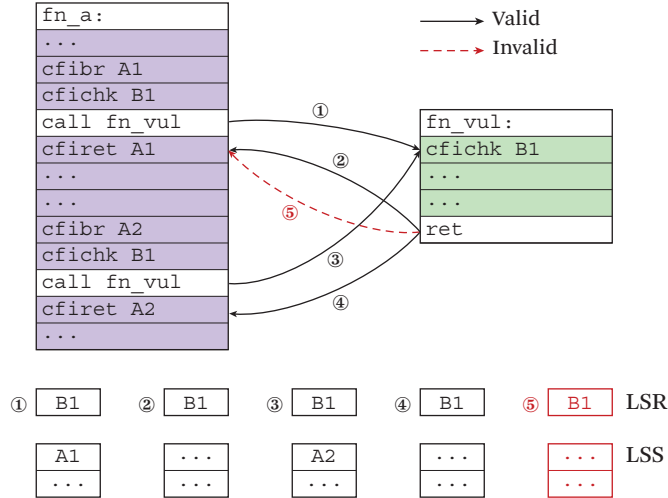 fn_a:
...
cfibr A1
cfichk B1
call fn_vul
cfiret A1
...
...
cfibr A2
cfichk B1
call fn_vul
cfiret A2
...
Valid
Invalid
fn_vul:
cfichk B1
...
...
ret
①
②
⑤
③
④
① B1 ② B1 ③ B1 ④ B1 ⑤ B1 LSR
A1 ... A2 ... ... LSS
... ... ... ... ...